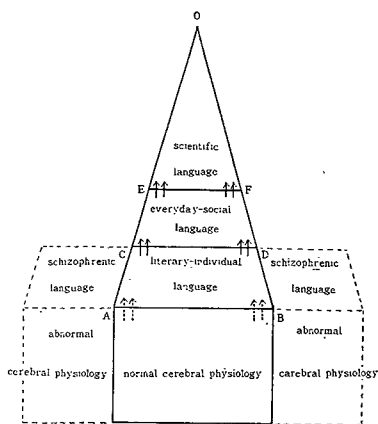 O
scientific
language
E F
everyday-social
language
C D
schizophrenic literary-individual schizophrenic
language language language
A B
abnormal abnormal
cerebral physiology normal cerebral physiology carebral physiology